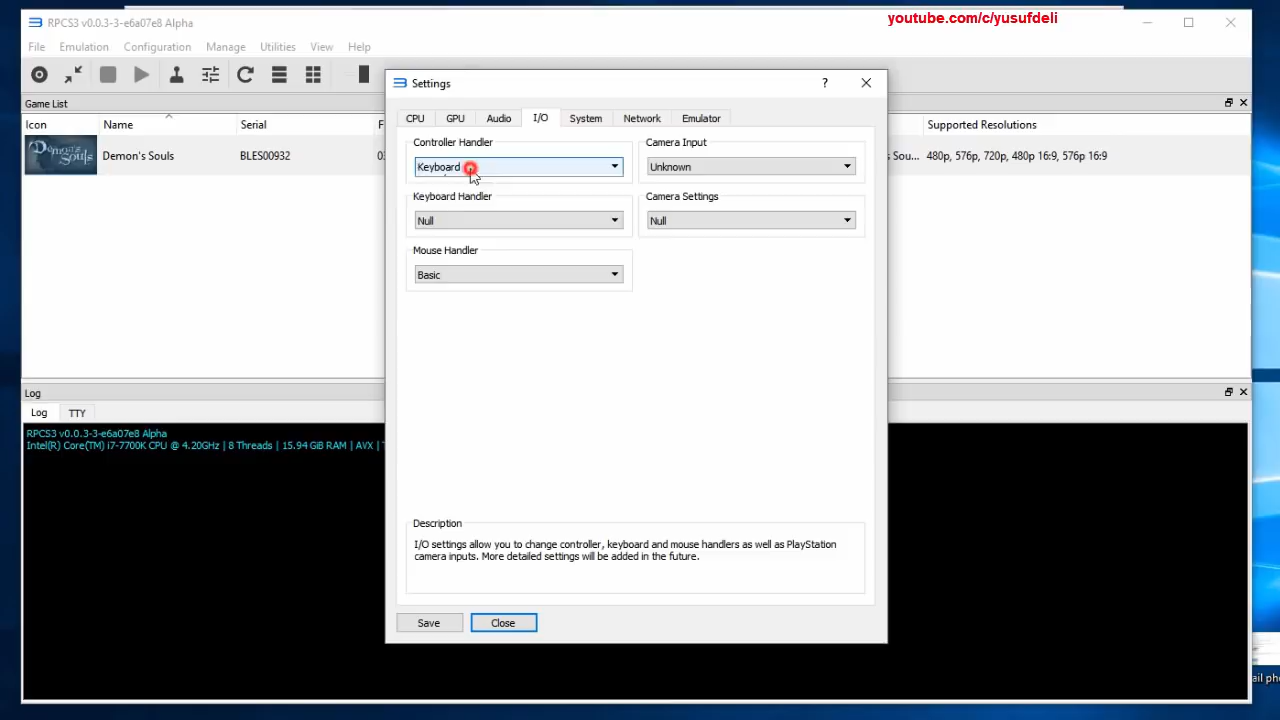 youtube.com/c/yusufdeli
RPCS3 v0.0.3-3-e6a07e8 Alpha
File Emulation Configuration Manage Utilities View Help
Game List
Icon Name Serial Supported Resolutions
Demon's Souls BLES00932 Sou... 480p, 576p, 720p, 480p 16:9, 576p 16:9
Settings
CPU GPU Audio I/O System Network Emulator
Controller Handler
Keyboard
Camera Input
Unknown
Keyboard Handler
Null
Camera Settings
Null
Mouse Handler
Basic
Description
I/O settings allow you to change controller, keyboard and mouse handlers as well as PlayStation
camera inputs. More detailed settings will be added in the future.
Save Close
Log
Log TTY
RPCS3 v0.0.3-3-e6a07e8 Alpha
Intel(R) Core(TM) i7-7700K CPU @ 4.20GHz | 8 Threads | 15.94 GiB RAM | AVX |